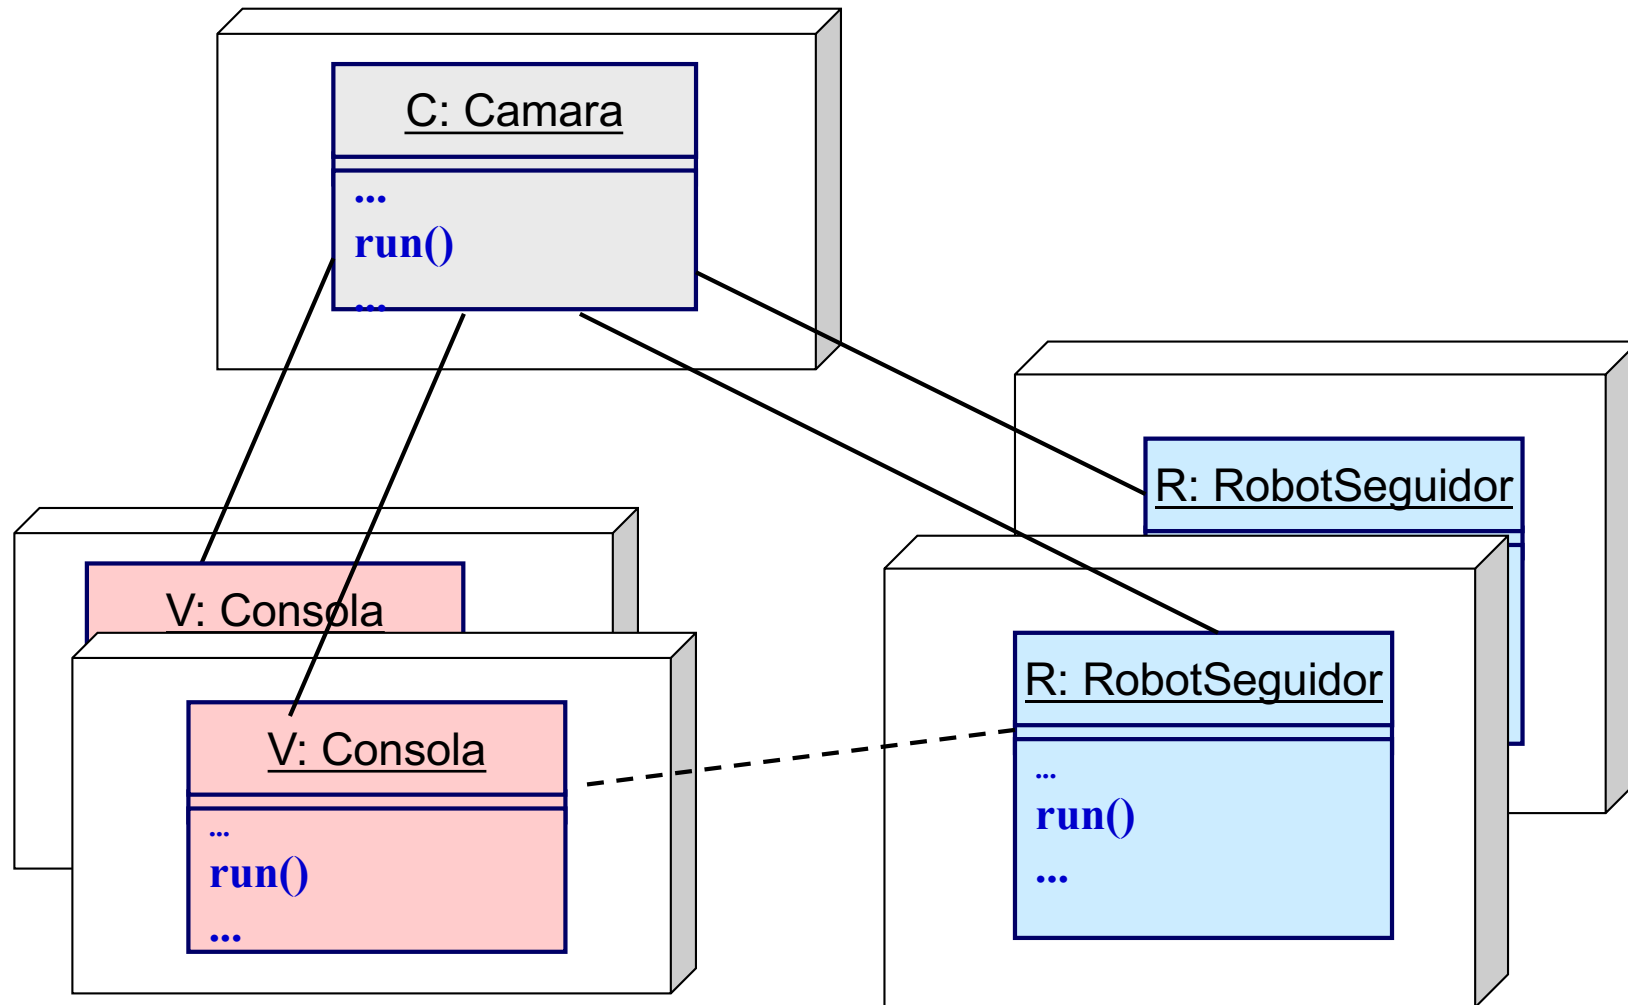 C: Camara
...
run()
...
R: RobotSeguidor
V: Consola
R: RobotSeguidor
...
run()
...
V: Consola
...
run()
...